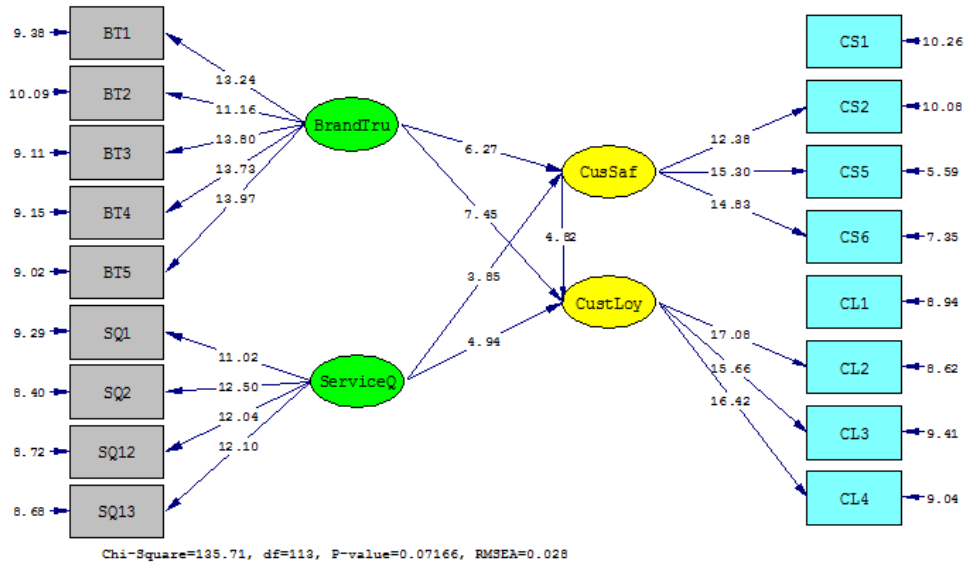 9.38 BT1
10.09 BT2
9.11 BT3
9.15 BT4
9.02 BT5
9.29 SQ1
8.40 SQ2
8.72 SQ12
8.68 SQ13
13.24
11.16
13.80
13.73
13.97
11.02
12.50
12.04
12.10
BrandTru
ServiceQ
6.27
7.45
3.85
4.94
4.82
CusSaf
CustLoy
12.38
15.30
14.83
17.08
15.66
16.42
CS1 10.26
CS2 10.08
CS5 5.59
CS6 7.35
CL1 8.94
CL2 8.62
CL3 9.41
CL4 9.04
Chi-Square=135.71, df=113, P-value=0.07166, RMSEA=0.028